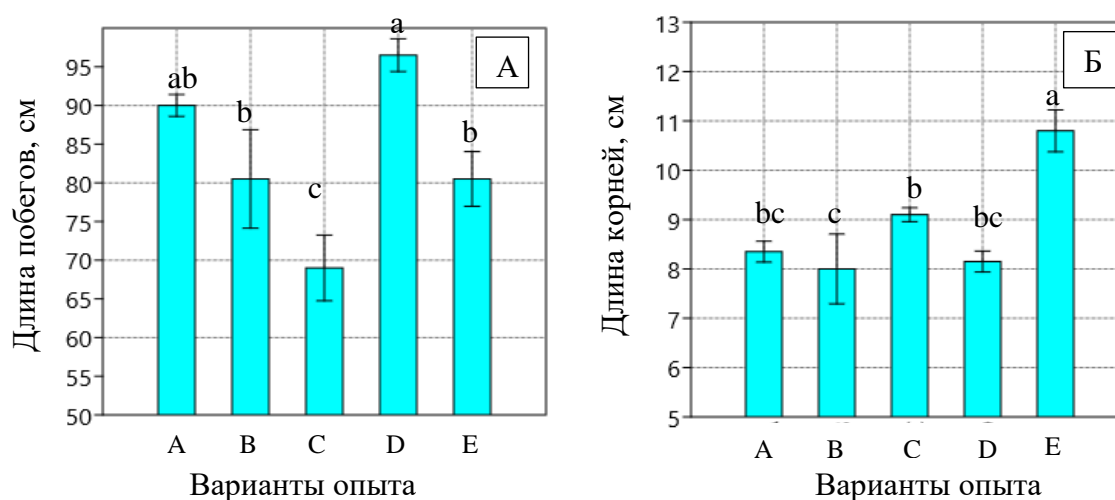 Длина побегов, см
95
90
85
80
75
70
65
60
55
50
ab
b
c
a
b
А
A B C D E
Варианты опыта
Длина корней, см
13
12
11
10
9
8
7
6
5
bc
c
b
bc
a
Б
A B C D E
Варианты опыта